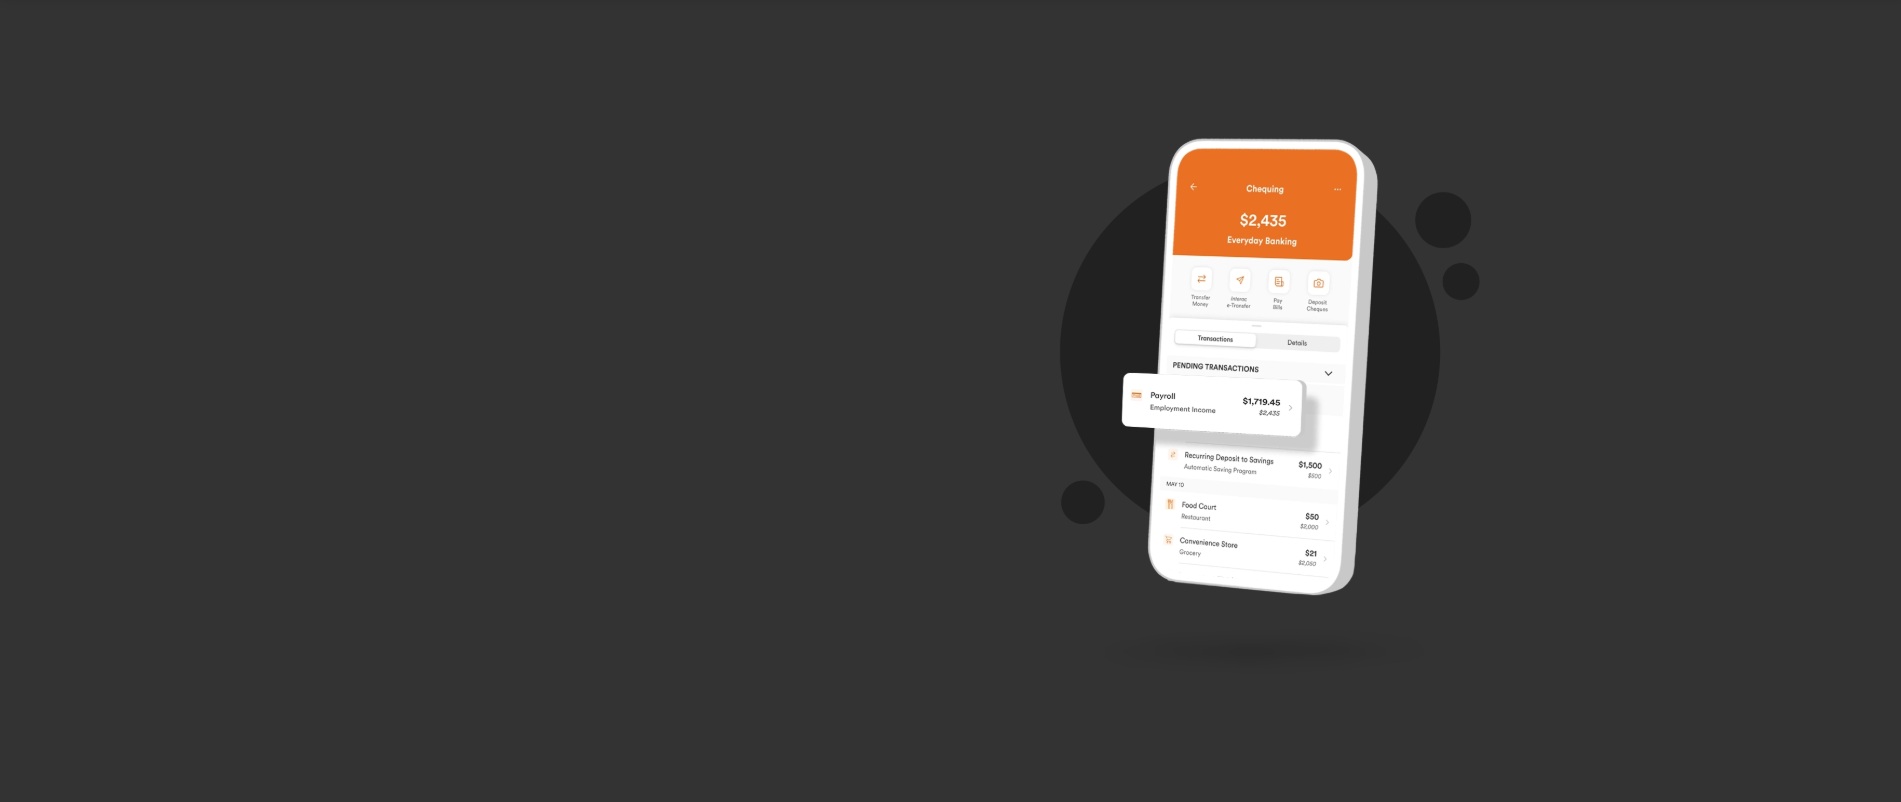 Chequing
$2,435
Everyday Banking
Transfer Money
Interac e-Transfer
Pay Bills
Deposit Cheques
Transactions
Details
PENDING TRANSACTIONS
Payroll
$1,719.45
Employment Income
$2,435
Recurring Deposit to Savings
$1,500
Automatic Saving Program
$500
MAY 10
Food Court
$50
Restaurant
$2,000
Convenience Store
$21
Grocery
$2,050